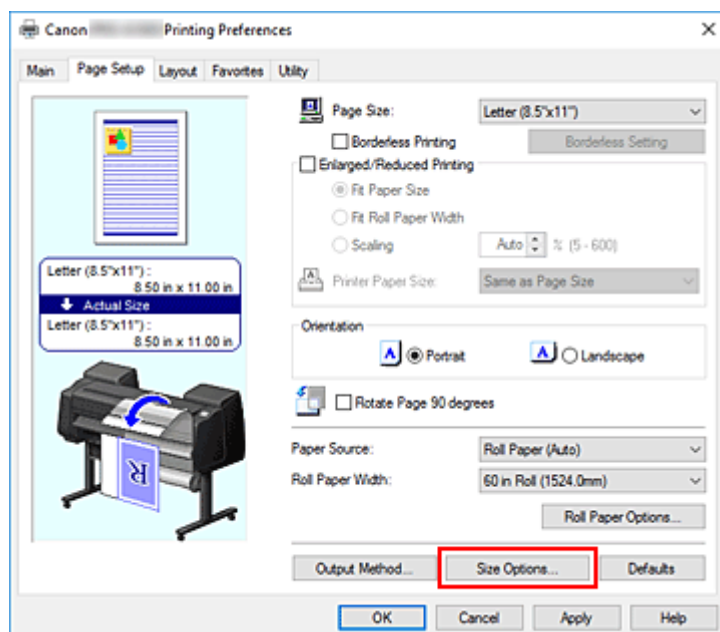 Canon Printing Preferences
Main Page Setup Layout Favorites Utility
Page Size: Letter (8.5"x11")
Borderless Printing Borderless Setting
Enlarged/Reduced Printing
Fit Paper Size
Fit Roll Paper Width
Scaling Auto % (5 - 600)
Printer Paper Size: Same as Page Size
Letter (8.5"x11") :
8.50 in x 11.00 in
Actual Size
Letter (8.5"x11") :
8.50 in x 11.00 in
Orientation
A Portrait A Landscape
Rotate Page 90 degrees
R
Paper Source: Roll Paper (Auto)
Roll Paper Width: 60 in Roll (1524.0mm)
Roll Paper Options...
Output Method... Size Options... Defaults
OK Cancel Apply Help